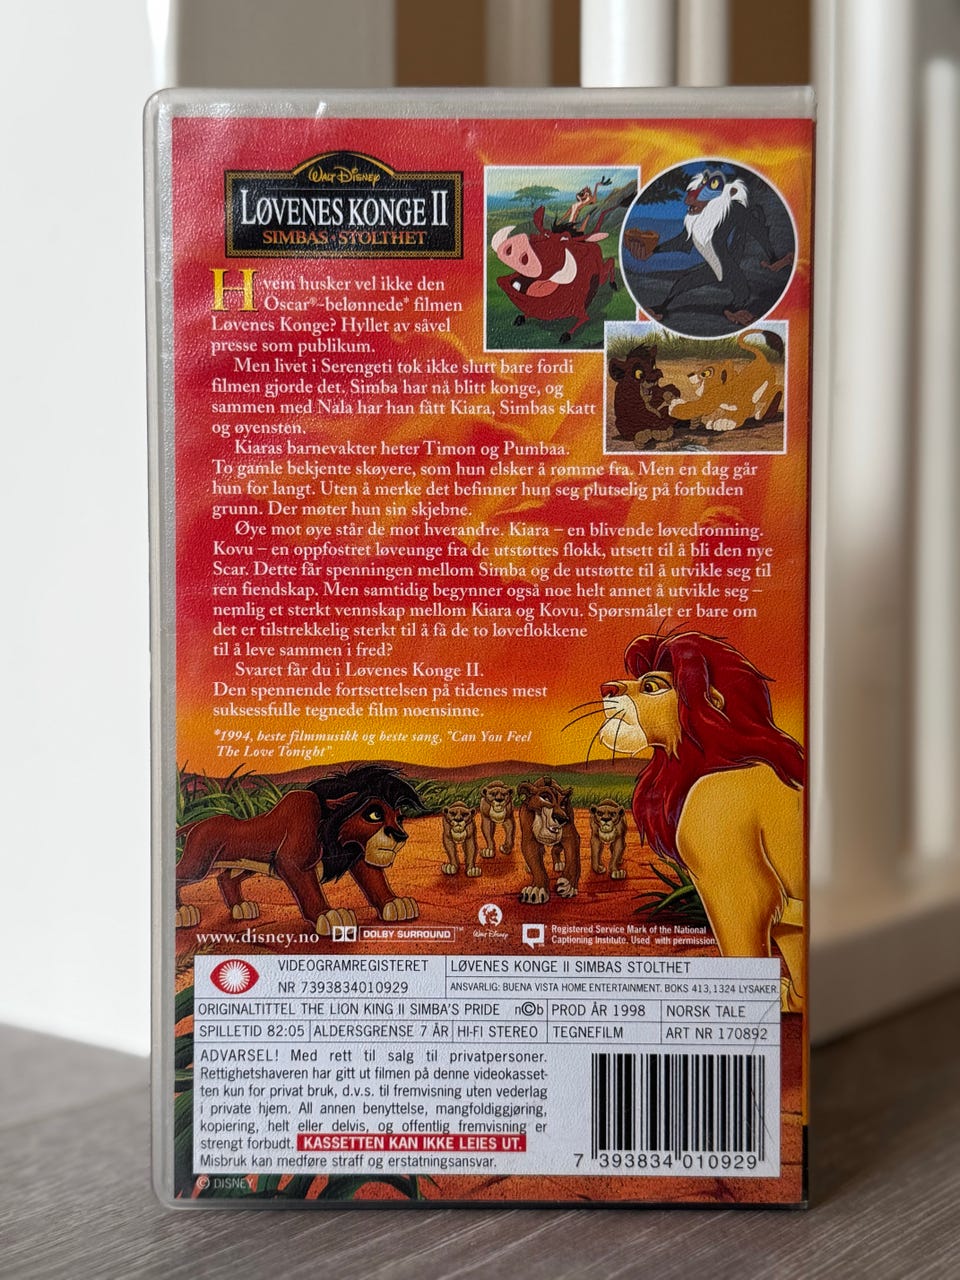 WALT DISNEY
LØVENES KONGE II
SIMBAS • STOLTHET
Hvem husker vel ikke den
Oscar®-belønnede* filmen
Løvenes Konge? Hyllet av såvel
presse som publikum.
Men livet i Serengeti tok ikke slutt bare fordi
filmen gjorde det. Simba har nå blitt konge, og
sammen med Nala har han fått Kiara, Simbas skatt
og øyensten.
Kiaras barnevakter heter Timon og Pumbaa.
To gamle bekjente skøyere, som hun elsker å rømme fra. Men en dag går
hun for langt. Uten å merke det befinner hun seg plutselig på forbuden
grunn. Der møter hun sin skjebne.
Øye mot øye står de mot hverandre. Kiara – en blivende løvedronning.
Kovu – en oppfostret løveunge fra de utstøttes flokk, utsett til å bli den nye
Scar. Dette får spenningen mellom Simba og de utstøtte til å utvikle seg til
ren fiendskap. Men samtidig begynner også noe helt annet å utvikle seg –
nemlig et sterkt vennskap mellom Kiara og Kovu. Spørsmålet er bare om
det er tilstrekkelig sterkt til å få de to løveflokkene
til å leve sammen i fred?
Svaret får du i Løvenes Konge II.
Den spennende fortsettelsen på tidenes mest
suksessfulle tegnede film noensinne.
*1994, beste filmmusikk og beste sang, "Can You Feel
The Love Tonight".
www.disney.no DOLBY SURROUND™ Walt Disney Registered Service Mark of the National
Captioning Institute. Used with permission.
VIDEOGRAMREGISTERET
NR 7393834010929
LØVENES KONGE II SIMBAS STOLTHET
ANSVARLIG: BUENA VISTA HOME ENTERTAINMENT. BOKS 413, 1324 LYSAKER.
ORIGINALTITTEL THE LION KING II SIMBA'S PRIDE n©b PROD ÅR 1998 NORSK TALE
SPILLETID 82:05 ALDERSGRENSE 7 ÅR HI-FI STEREO TEGNEFILM ART NR 170892
ADVARSEL! Med rett til salg til privatpersoner.
Rettighetshaveren har gitt ut filmen på denne videokasset-
ten kun for privat bruk, d.v.s. til fremvisning uten vederlag
i private hjem. All annen benyttelse, mangfoldiggjøring,
kopiering, helt eller delvis, og offentlig fremvisning er
strengt forbudt. KASSETTEN KAN IKKE LEIES UT.
Misbruk kan medføre straff og erstatningsansvar.
7 393834 010929
© DISNEY